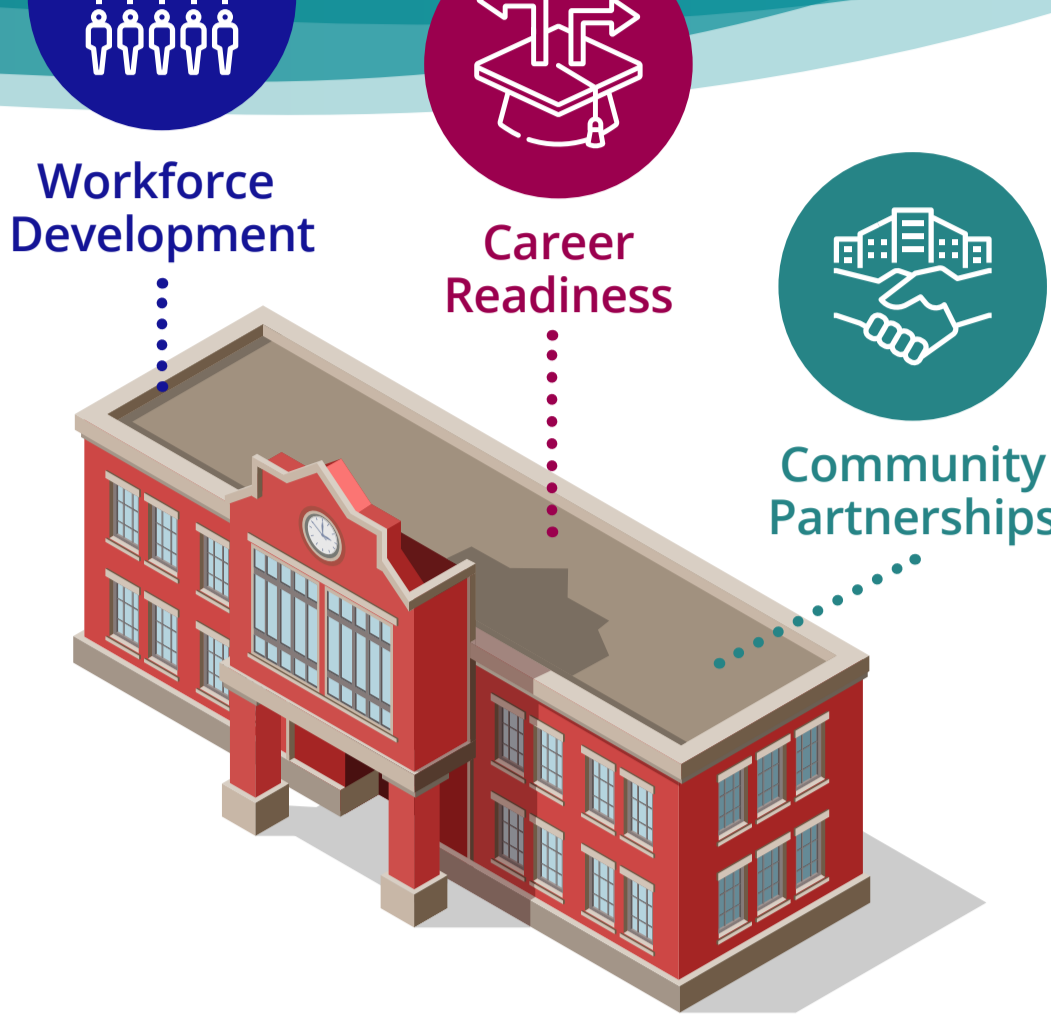 Workforce
Development
Career
Readiness
Community
Partnerships